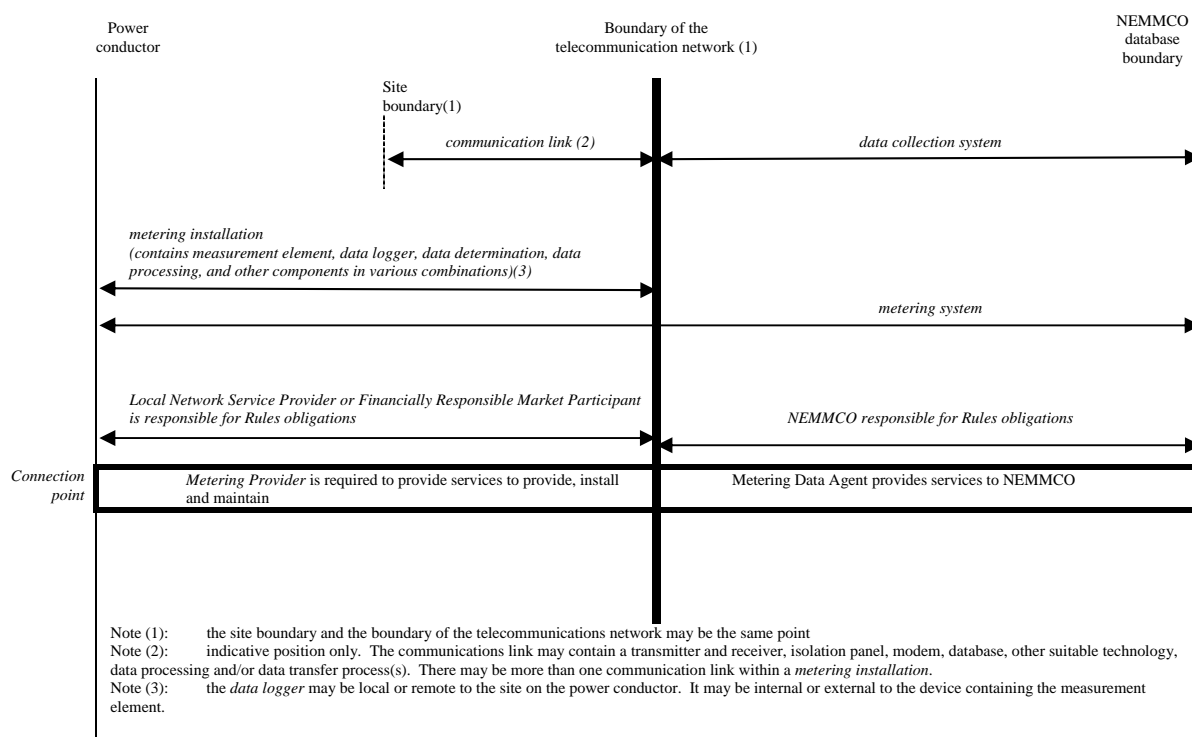 Power
conductor
Boundary of the
telecommunication network (1)
NEMMCO
database
boundary
Site
boundary(1)
communication link (2)
data collection system
metering installation
(contains measurement element, data logger, data determination, data
processing, and other components in various combinations)(3)
metering system
Local Network Service Provider or Financially Responsible Market Participant
is responsible for Rules obligations
NEMMCO responsible for Rules obligations
Connection
point
Metering Provider is required to provide services to provide, install
and maintain
Metering Data Agent provides services to NEMMCO
Note (1): the site boundary and the boundary of the telecommunications network may be the same point
Note (2): indicative position only. The communications link may contain a transmitter and receiver, isolation panel, modem, database, other suitable technology,
data processing and/or data transfer process(s). There may be more than one communication link within a metering installation.
Note (3): the data logger may be local or remote to the site on the power conductor. It may be internal or external to the device containing the measurement
element.